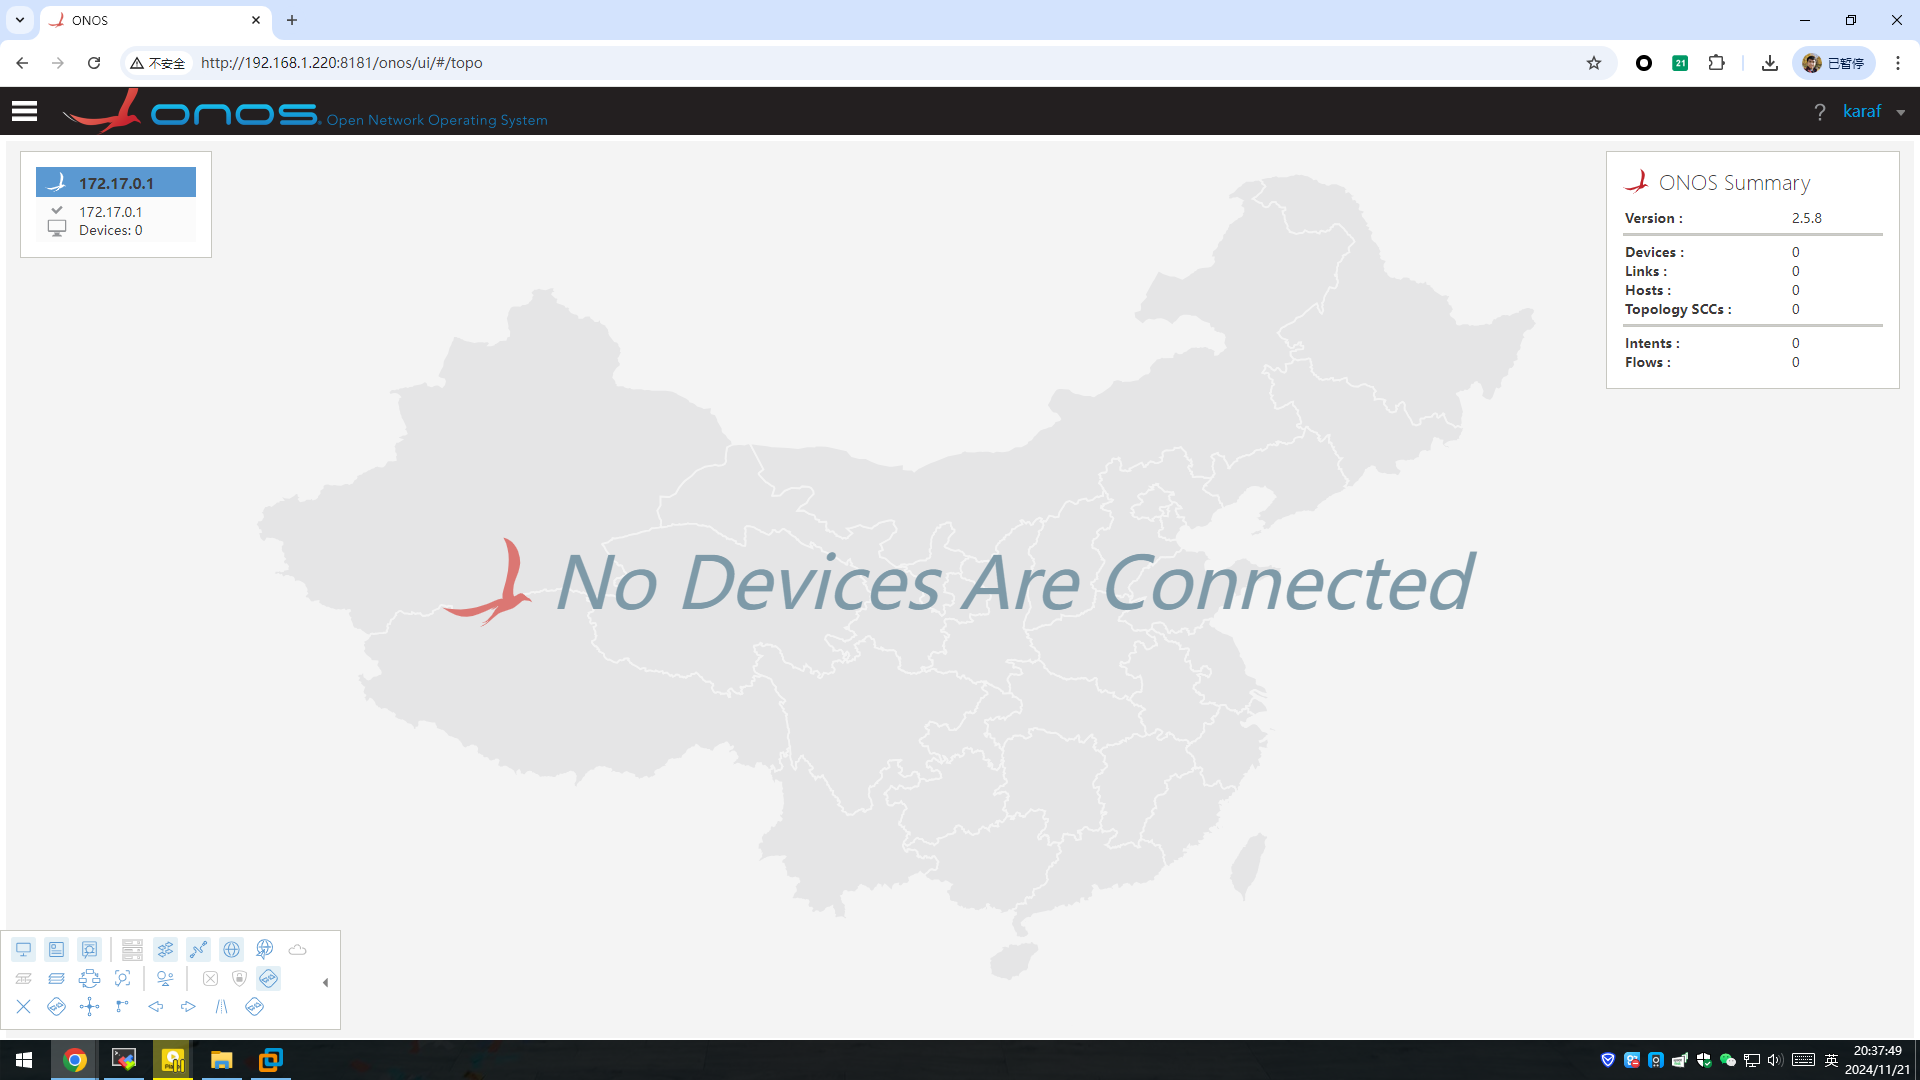 ONOS
不安全
http://192.168.1.220:8181/onos/ui/#/topo
21
已暂停
onos
Open Network Operating System
?
karaf
172.17.0.1
172.17.0.1
Devices: 0
ONOS Summary
Version : 2.5.8
Devices : 0
Links : 0
Hosts : 0
Topology SCCs : 0
Intents : 0
Flows : 0
No Devices Are Connected
英
20:37:49
2024/11/21